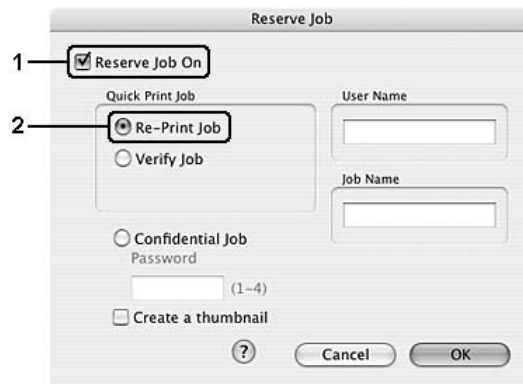 Reserve Job
1
Reserve Job On
Quick Print Job
2
Re-Print Job
Verify Job
User Name
Job Name
Confidential Job
Password
(1-4)
Create a thumbnail
?
Cancel
OK